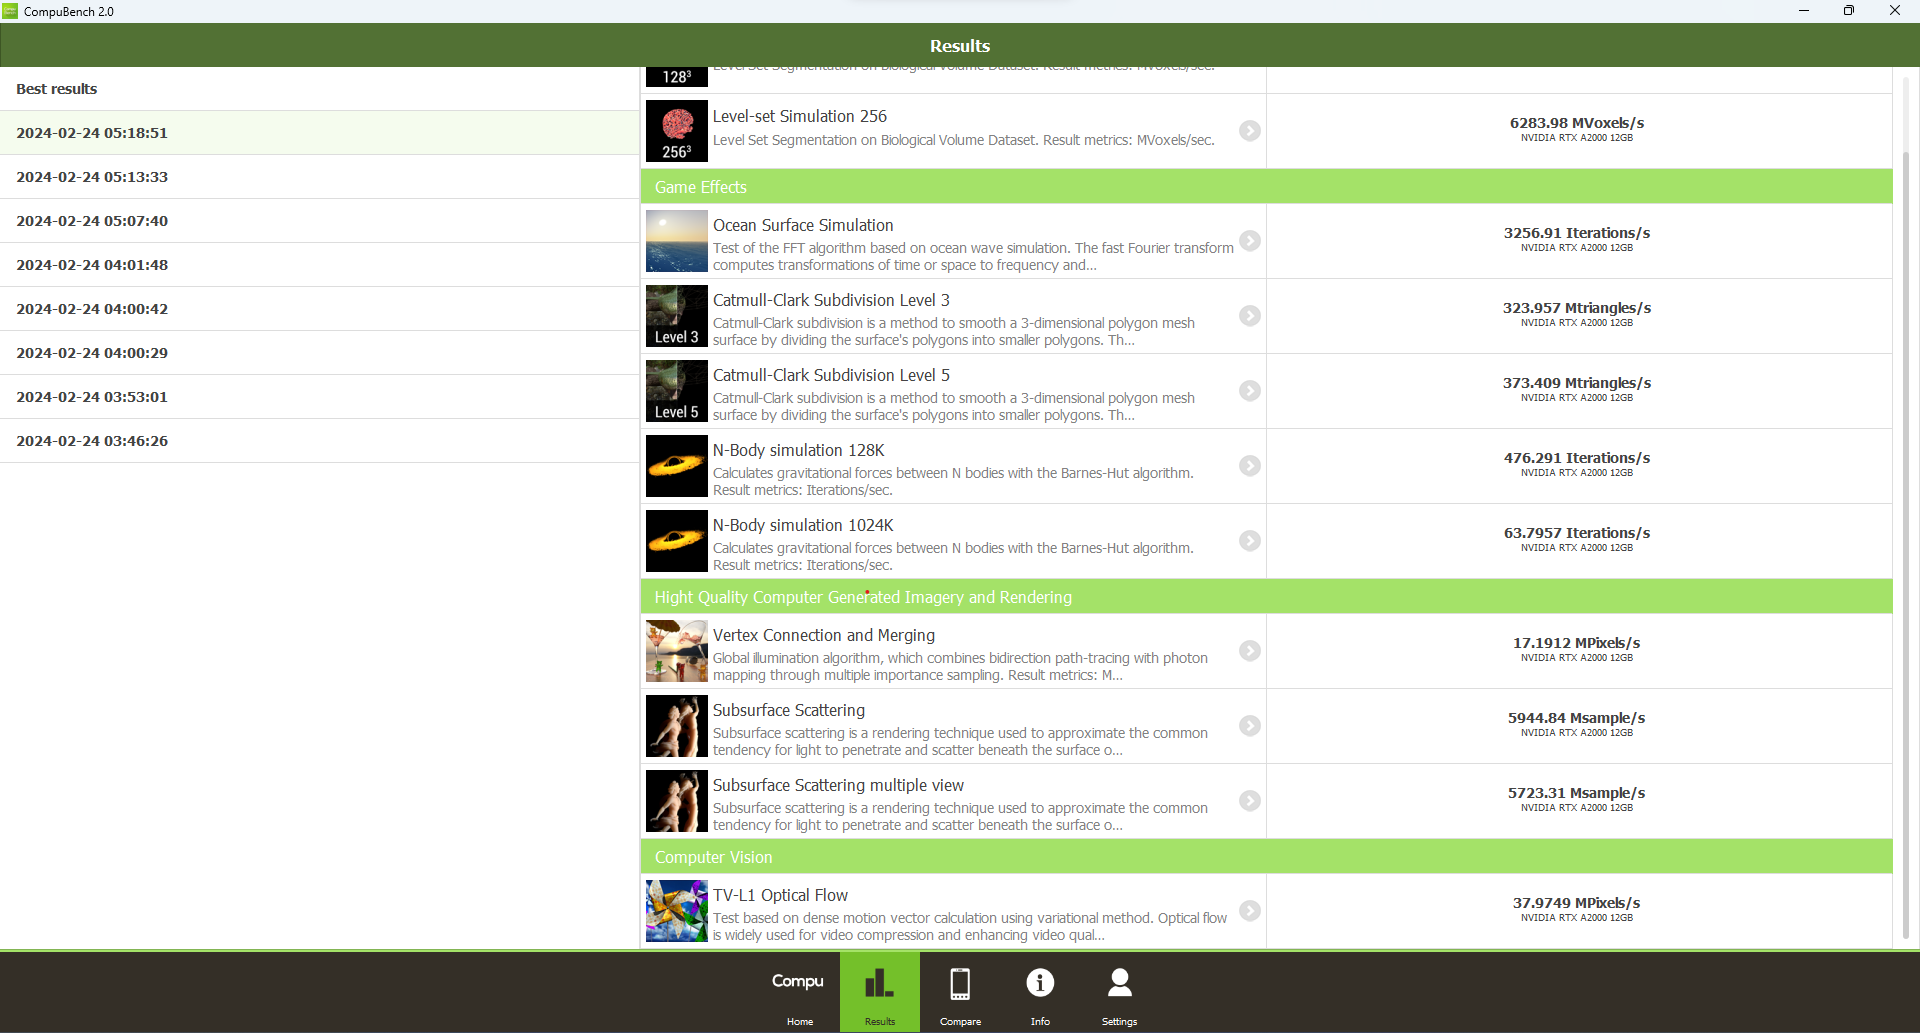 CompuBench 2.0
Results
Best results
2024-02-24 05:18:51
2024-02-24 05:13:33
2024-02-24 05:07:40
2024-02-24 04:01:48
2024-02-24 04:00:42
2024-02-24 04:00:29
2024-02-24 03:53:01
2024-02-24 03:46:26
128³
Level Set Segmentation on Biological Volume Dataset. Result metrics: MVoxels/sec.
256³
Level-set Simulation 256
Level Set Segmentation on Biological Volume Dataset. Result metrics: MVoxels/sec.
6283.98 MVoxels/s
NVIDIA RTX A2000 12GB
Game Effects
Ocean Surface Simulation
Test of the FFT algorithm based on ocean wave simulation. The fast Fourier transform
computes transformations of time or space to frequency and...
3256.91 Iterations/s
NVIDIA RTX A2000 12GB
Level 3
Catmull-Clark Subdivision Level 3
Catmull-Clark subdivision is a method to smooth a 3-dimensional polygon mesh
surface by dividing the surface's polygons into smaller polygons. Th...
323.957 Mtriangles/s
NVIDIA RTX A2000 12GB
Level 5
Catmull-Clark Subdivision Level 5
Catmull-Clark subdivision is a method to smooth a 3-dimensional polygon mesh
surface by dividing the surface's polygons into smaller polygons. Th...
373.409 Mtriangles/s
NVIDIA RTX A2000 12GB
N-Body simulation 128K
Calculates gravitational forces between N bodies with the Barnes-Hut algorithm.
Result metrics: Iterations/sec.
476.291 Iterations/s
NVIDIA RTX A2000 12GB
N-Body simulation 1024K
Calculates gravitational forces between N bodies with the Barnes-Hut algorithm.
Result metrics: Iterations/sec.
63.7957 Iterations/s
NVIDIA RTX A2000 12GB
Hight Quality Computer Generated Imagery and Rendering
Vertex Connection and Merging
Global illumination algorithm, which combines bidirection path-tracing with photon
mapping through multiple importance sampling. Result metrics: M...
17.1912 MPixels/s
NVIDIA RTX A2000 12GB
Subsurface Scattering
Subsurface scattering is a rendering technique used to approximate the common
tendency for light to penetrate and scatter beneath the surface o...
5944.84 Msample/s
NVIDIA RTX A2000 12GB
Subsurface Scattering multiple view
Subsurface scattering is a rendering technique used to approximate the common
tendency for light to penetrate and scatter beneath the surface o...
5723.31 Msample/s
NVIDIA RTX A2000 12GB
Computer Vision
TV-L1 Optical Flow
Test based on dense motion vector calculation using variational method. Optical flow
is widely used for video compression and enhancing video qual...
37.9749 MPixels/s
NVIDIA RTX A2000 12GB
Compu
Home
Results
Compare
Info
Settings